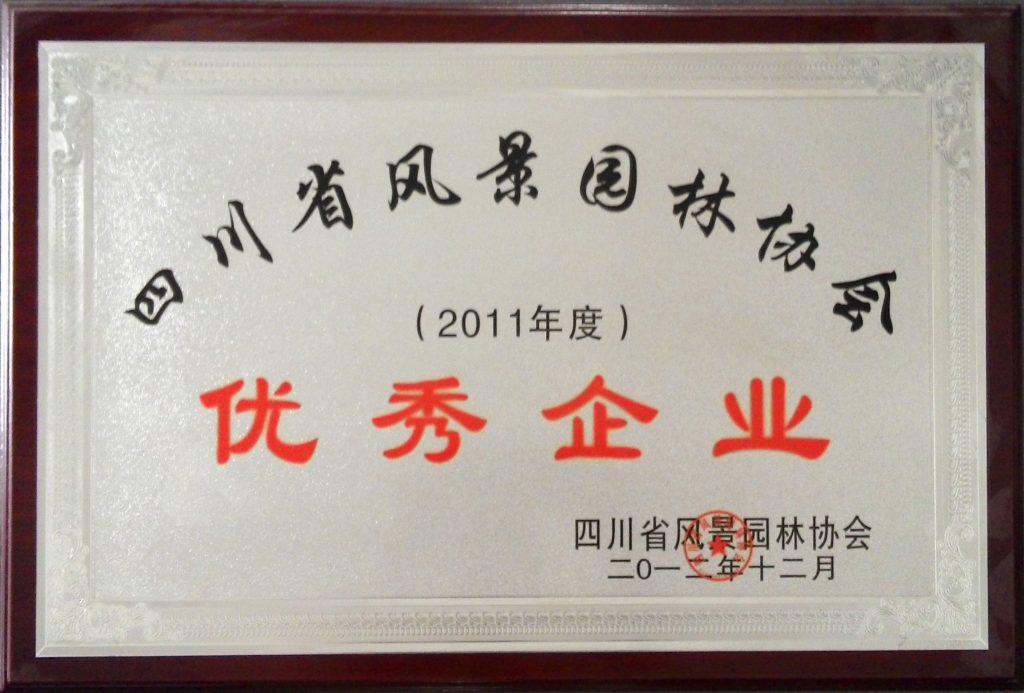 四川省风景园林协会
（2011年度）
优秀企业
四川省风景园林协会
二0一二年十二月